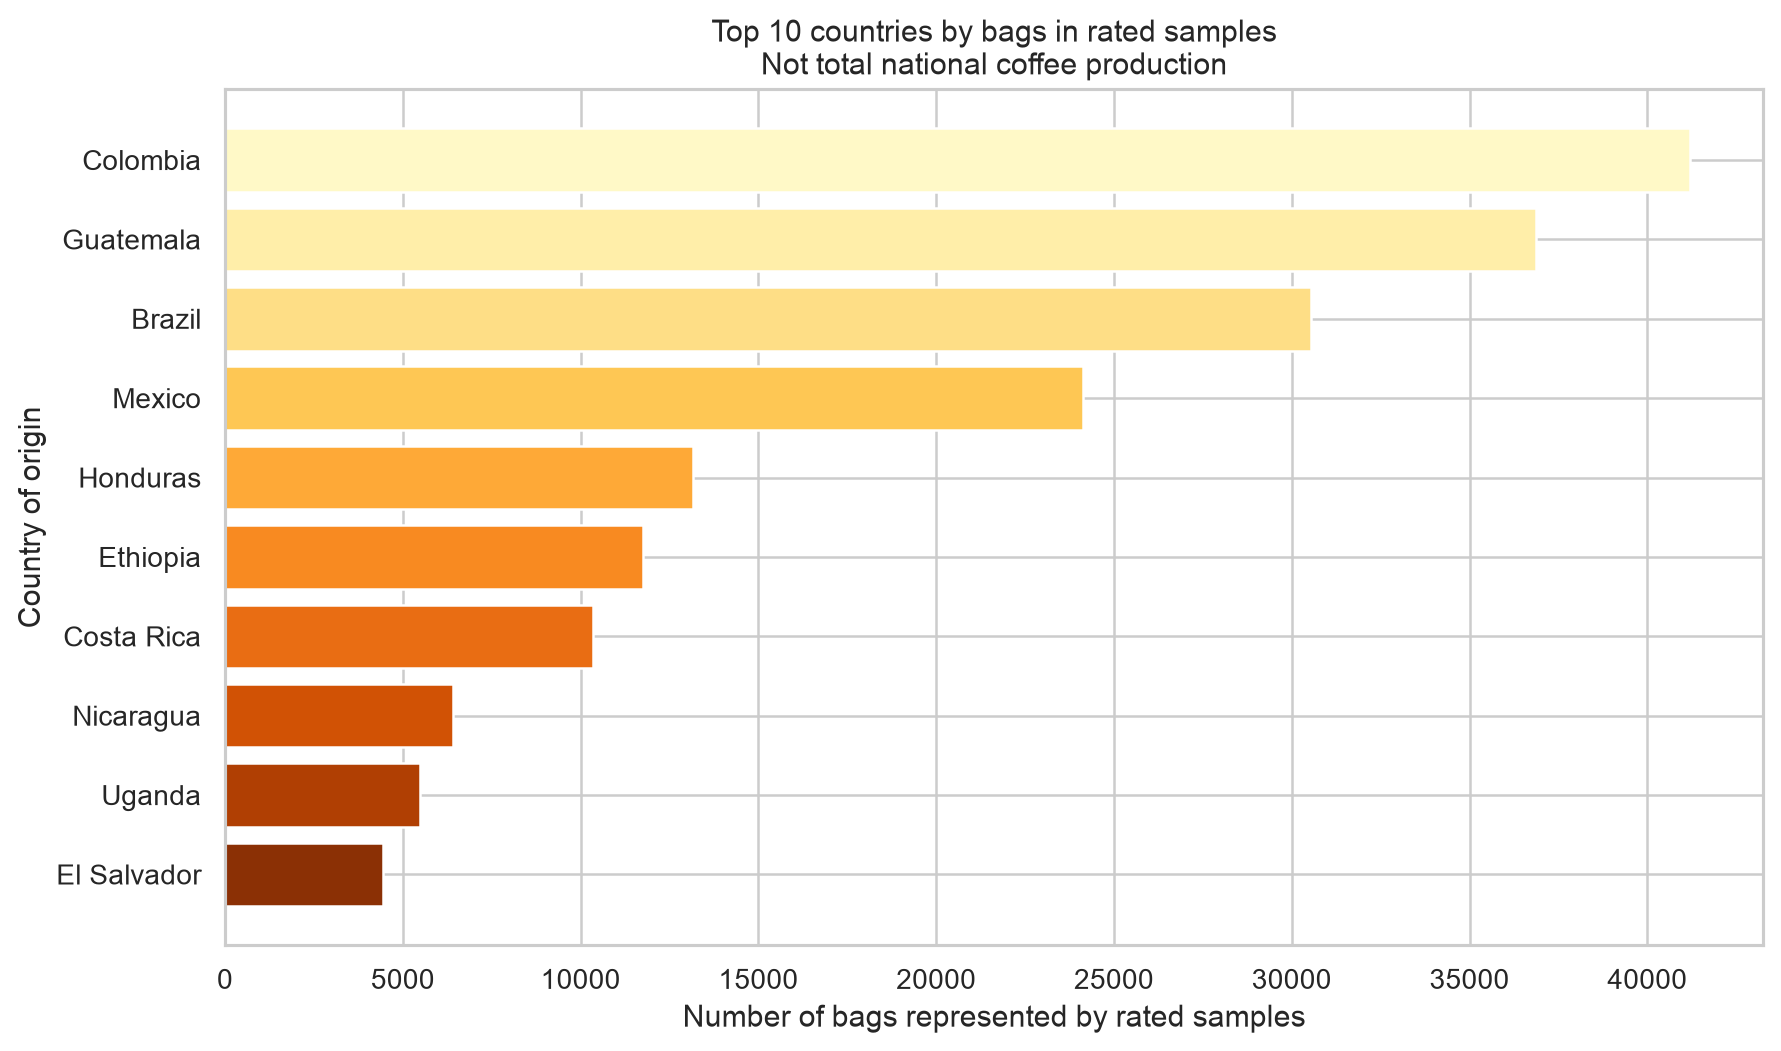 Top 10 countries by bags in rated samples
Not total national coffee production
Country of origin
Colombia
Guatemala
Brazil
Mexico
Honduras
Ethiopia
Costa Rica
Nicaragua
Uganda
El Salvador
0 5000 10000 15000 20000 25000 30000 35000 40000
Number of bags represented by rated samples